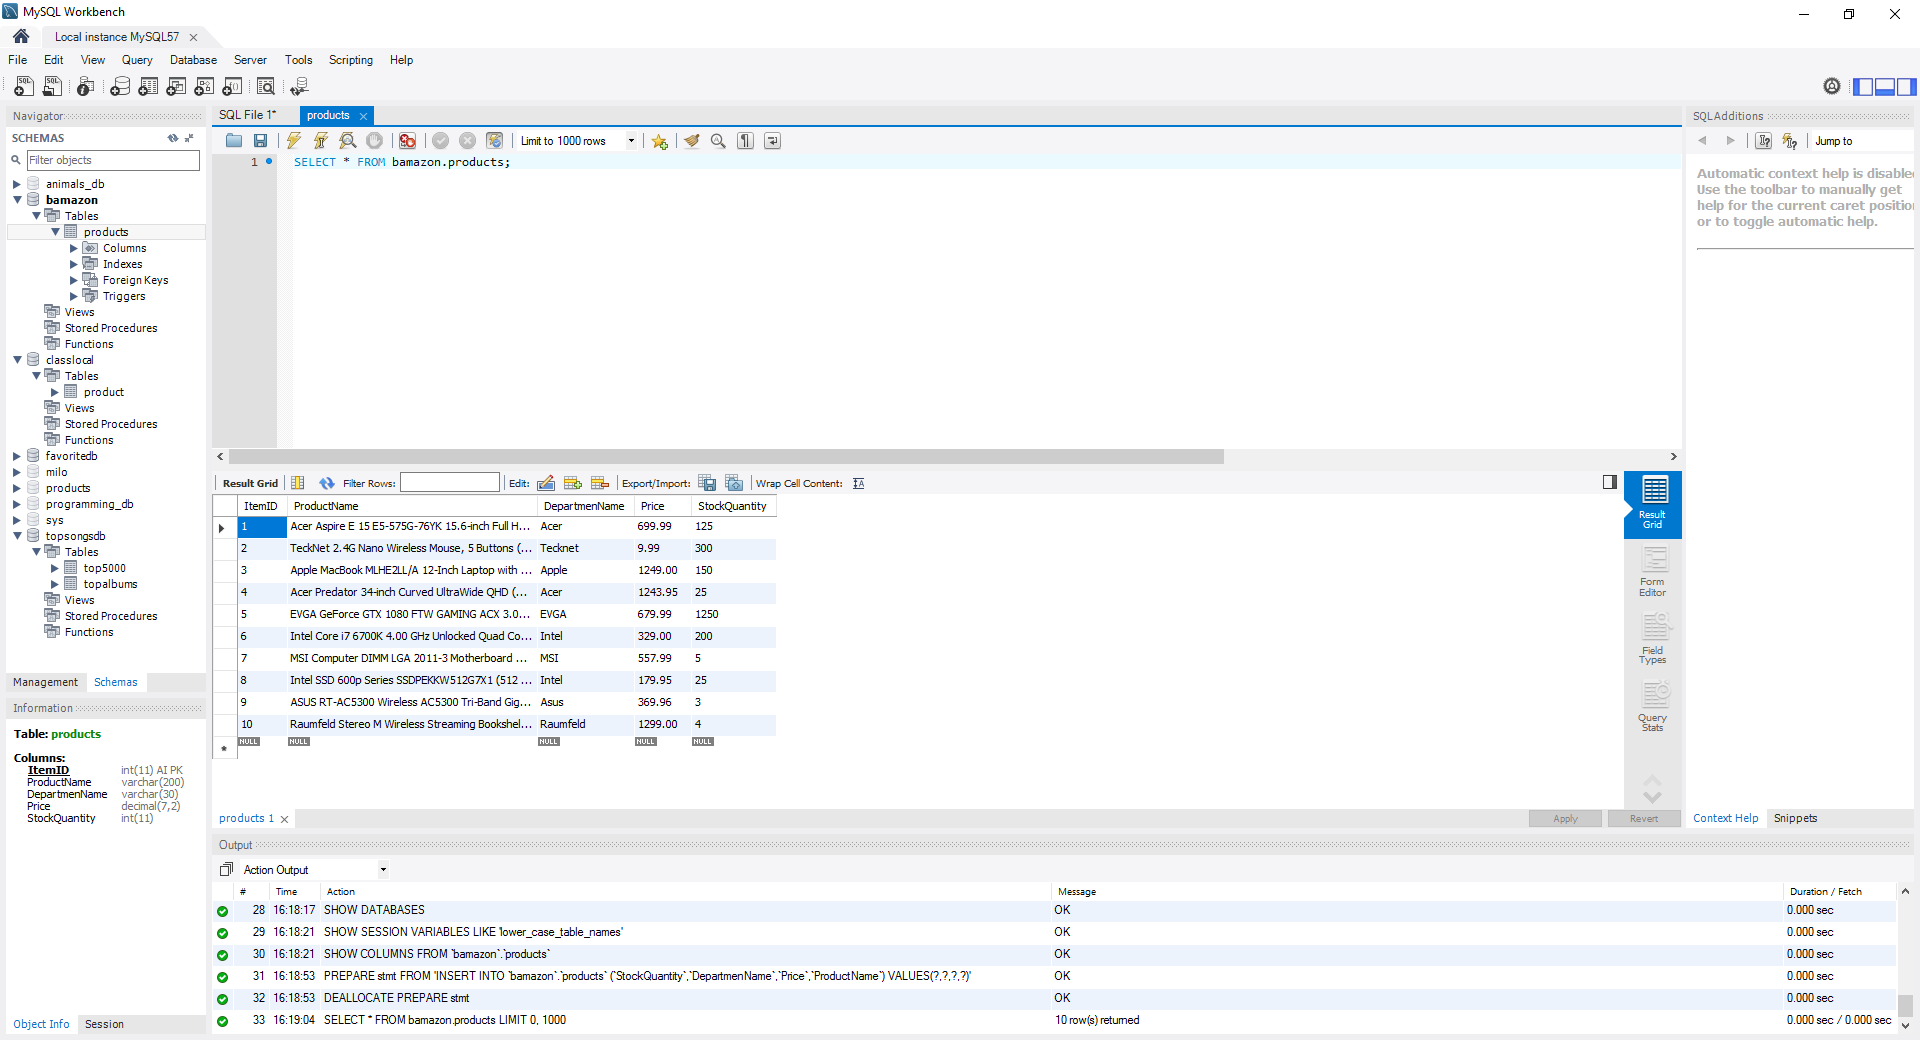 MySQL Workbench
Local instance MySQL57
File Edit View Query Database Server Tools Scripting Help
Navigator
SCHEMAS
Filter objects
animals_db
bamazon
Tables
products
Columns
Indexes
Foreign Keys
Triggers
Views
Stored Procedures
Functions
classlocal
Tables
product
Views
Stored Procedures
Functions
favoritedb
milo
products
programming_db
sys
topsongsdb
Tables
top5000
topalbums
Views
Stored Procedures
Functions
Management Schemas
Information
Table: products
Columns:
ItemID int(11) AI PK
ProductName varchar(200)
DepartmenName varchar(30)
Price decimal(7,2)
StockQuantity int(11)
Object Info Session
SQL File 1* products
Limit to 1000 rows
1 SELECT * FROM bamazon.products;
Result Grid Filter Rows: Edit: Export/Import: Wrap Cell Content:
ItemID ProductName DepartmenName Price StockQuantity
1 Acer Aspire E 15 E5-575G-76YK 15.6-inch Full H... Acer 699.99 125
2 TeckNet 2.4G Nano Wireless Mouse, 5 Buttons (... Tecknet 9.99 300
3 Apple MacBook MLHE2LL/A 12-Inch Laptop with ... Apple 1249.00 150
4 Acer Predator 34-inch Curved UltraWide QHD (... Acer 1243.95 25
5 EVGA GeForce GTX 1080 FTW GAMING ACX 3.0... EVGA 679.99 1250
6 Intel Core i7 6700K 4.00 GHz Unlocked Quad Co... Intel 329.00 200
7 MSI Computer DIMM LGA 2011-3 Motherboard ... MSI 557.99 5
8 Intel SSD 600p Series SSDPEKKW512G7X1 (512 ... Intel 179.95 25
9 ASUS RT-AC5300 Wireless AC5300 Tri-Band Gig... Asus 369.96 3
10 Raumfeld Stereo M Wireless Streaming Bookshel... Raumfeld 1299.00 4
* NULL NULL NULL NULL NULL
Result
Grid
Form
Editor
Field
Types
Query
Stats
products 1
Apply Revert
SQLAdditions
Jump to
Automatic context help is disabled
Use the toolbar to manually get
help for the current caret position
or to toggle automatic help.
Context Help Snippets
Output
Action Output
# Time Action Message Duration / Fetch
28 16:18:17 SHOW DATABASES OK 0.000 sec
29 16:18:21 SHOW SESSION VARIABLES LIKE 'lower_case_table_names' OK 0.000 sec
30 16:18:21 SHOW COLUMNS FROM `bamazon`.`products` OK 0.000 sec
31 16:18:53 PREPARE stmt FROM 'INSERT INTO `bamazon`.`products` (`StockQuantity`,`DepartmenName`,`Price`,`ProductName`) VALUES(?,?,?,?)' OK 0.000 sec
32 16:18:53 DEALLOCATE PREPARE stmt OK 0.000 sec
33 16:19:04 SELECT * FROM bamazon.products LIMIT 0, 1000 10 row(s) returned 0.000 sec / 0.000 sec